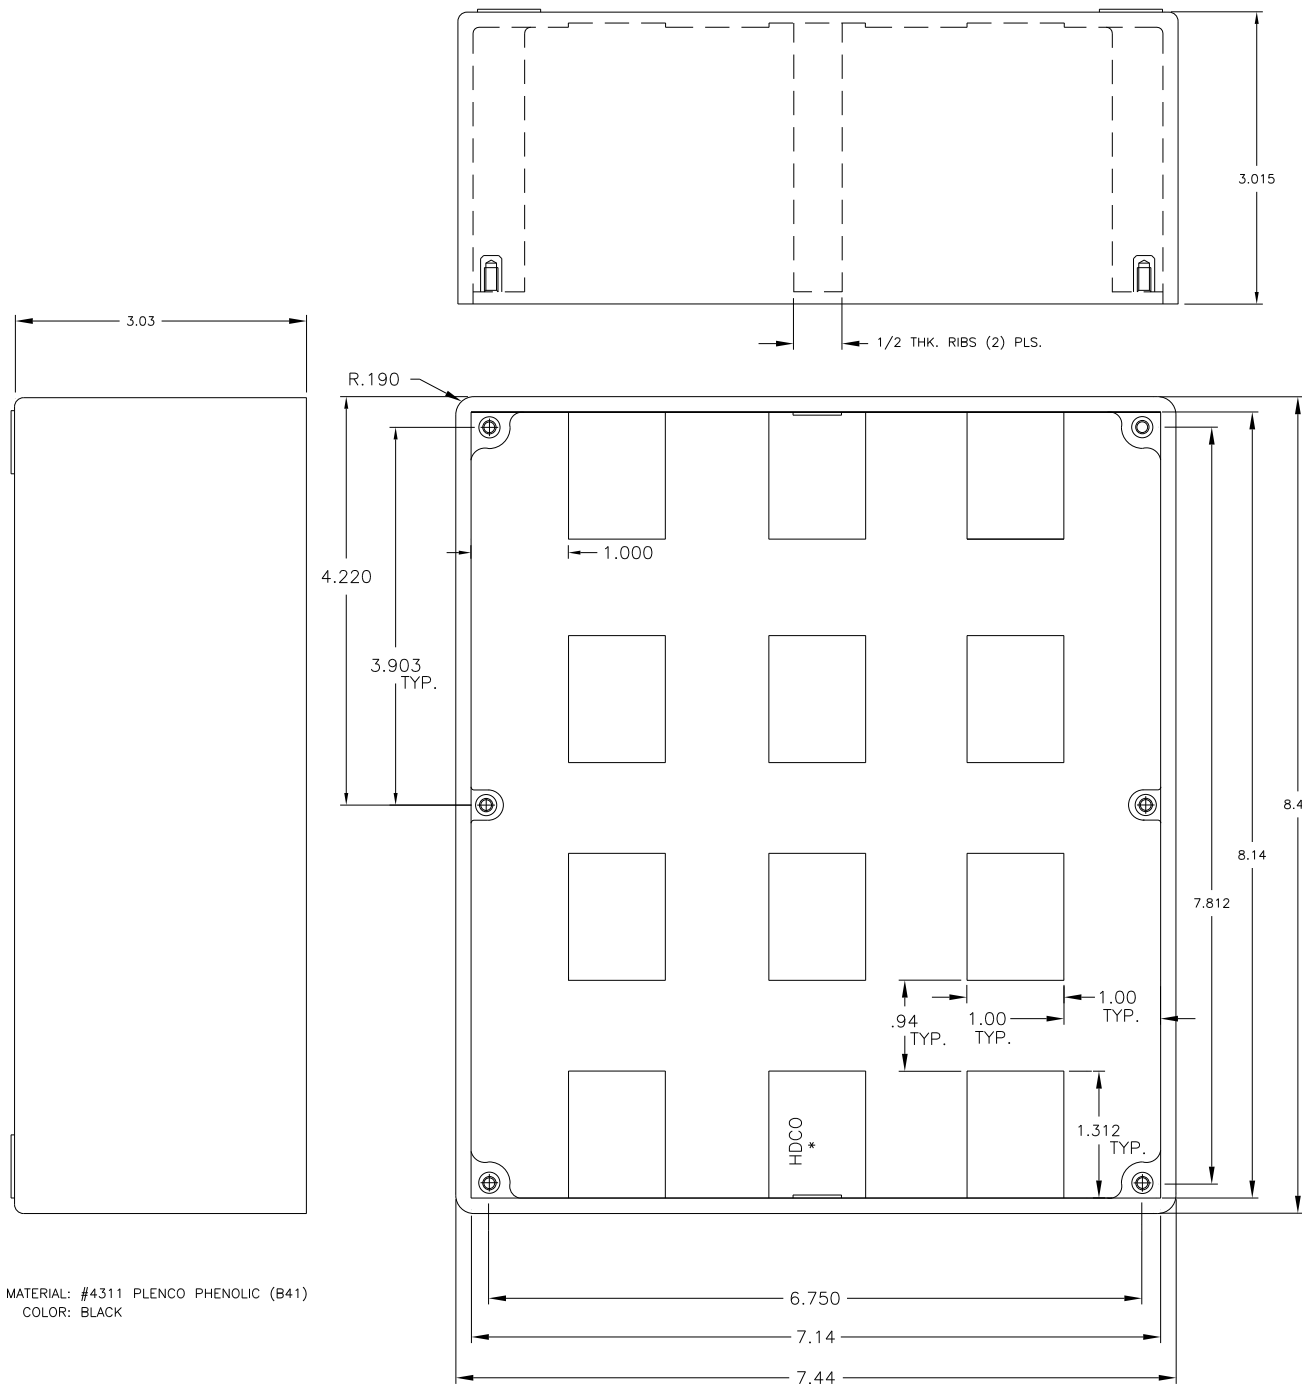 3.015
3.03
1/2 THK. RIBS (2) PLS.
R.190
1.000
4.220
3.903
TYP.
8.4
8.14
7.812
1.00
TYP.
1.00
TYP.
.94
TYP.
1.312
TYP.
HDCO
*
MATERIAL: #4311 PLENCO PHENOLIC (B41)
COLOR: BLACK
6.750
7.14
7.44